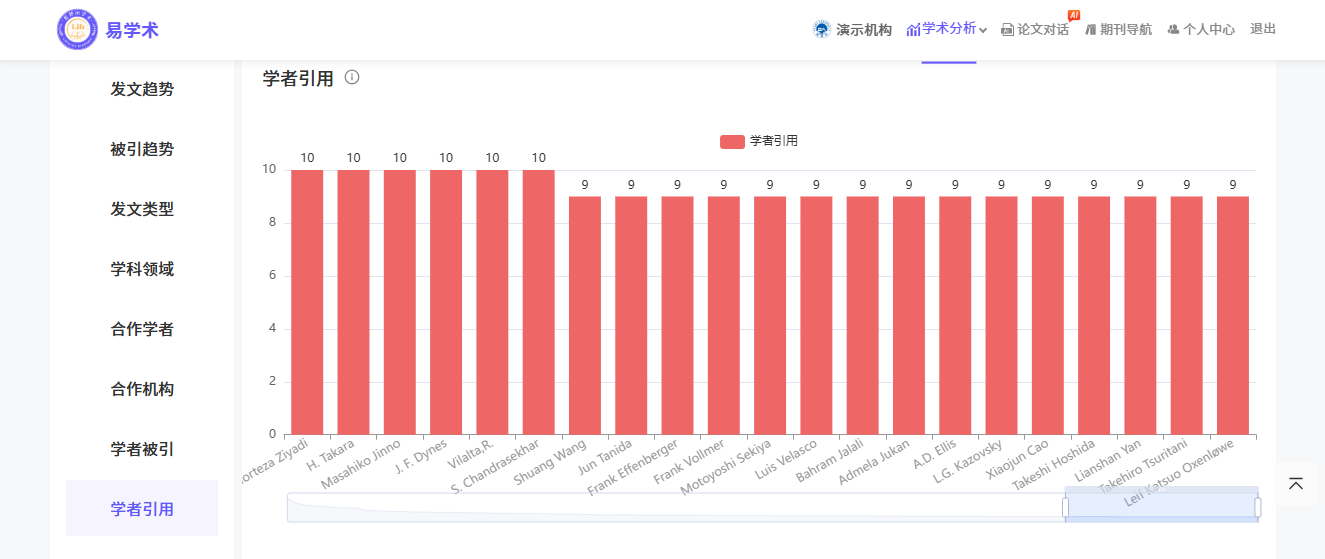 易学术
演示机构 学术分析 论文对话 AI 期刊导航 个人中心 退出
发文趋势
被引趋势
发文类型
学科领域
合作学者
合作机构
学者被引
学者引用
学者引用
学者引用
10 10 10 10 10 10 9 9 9 9 9 9 9 9 9 9 9 9 9 9 9
10
8
6
4
2
0
orteza Ziyadi
H. Takara
Masahiko Jinno
J. F. Dynes
Vilalta,R.
S. Chandrasekhar
Shuang Wang
Jun Tanida
Frank Effenberger
Frank Vollmer
Motoyoshi Sekiya
Luis Velasco
Bahram Jalali
Admela Jukan
A.D. Ellis
L.G. Kazovsky
Xiaojun Cao
Takeshi Hoshida
Lianshan Yan
Takehiro Tsuritani
Leif Katsuo Oxenløwe